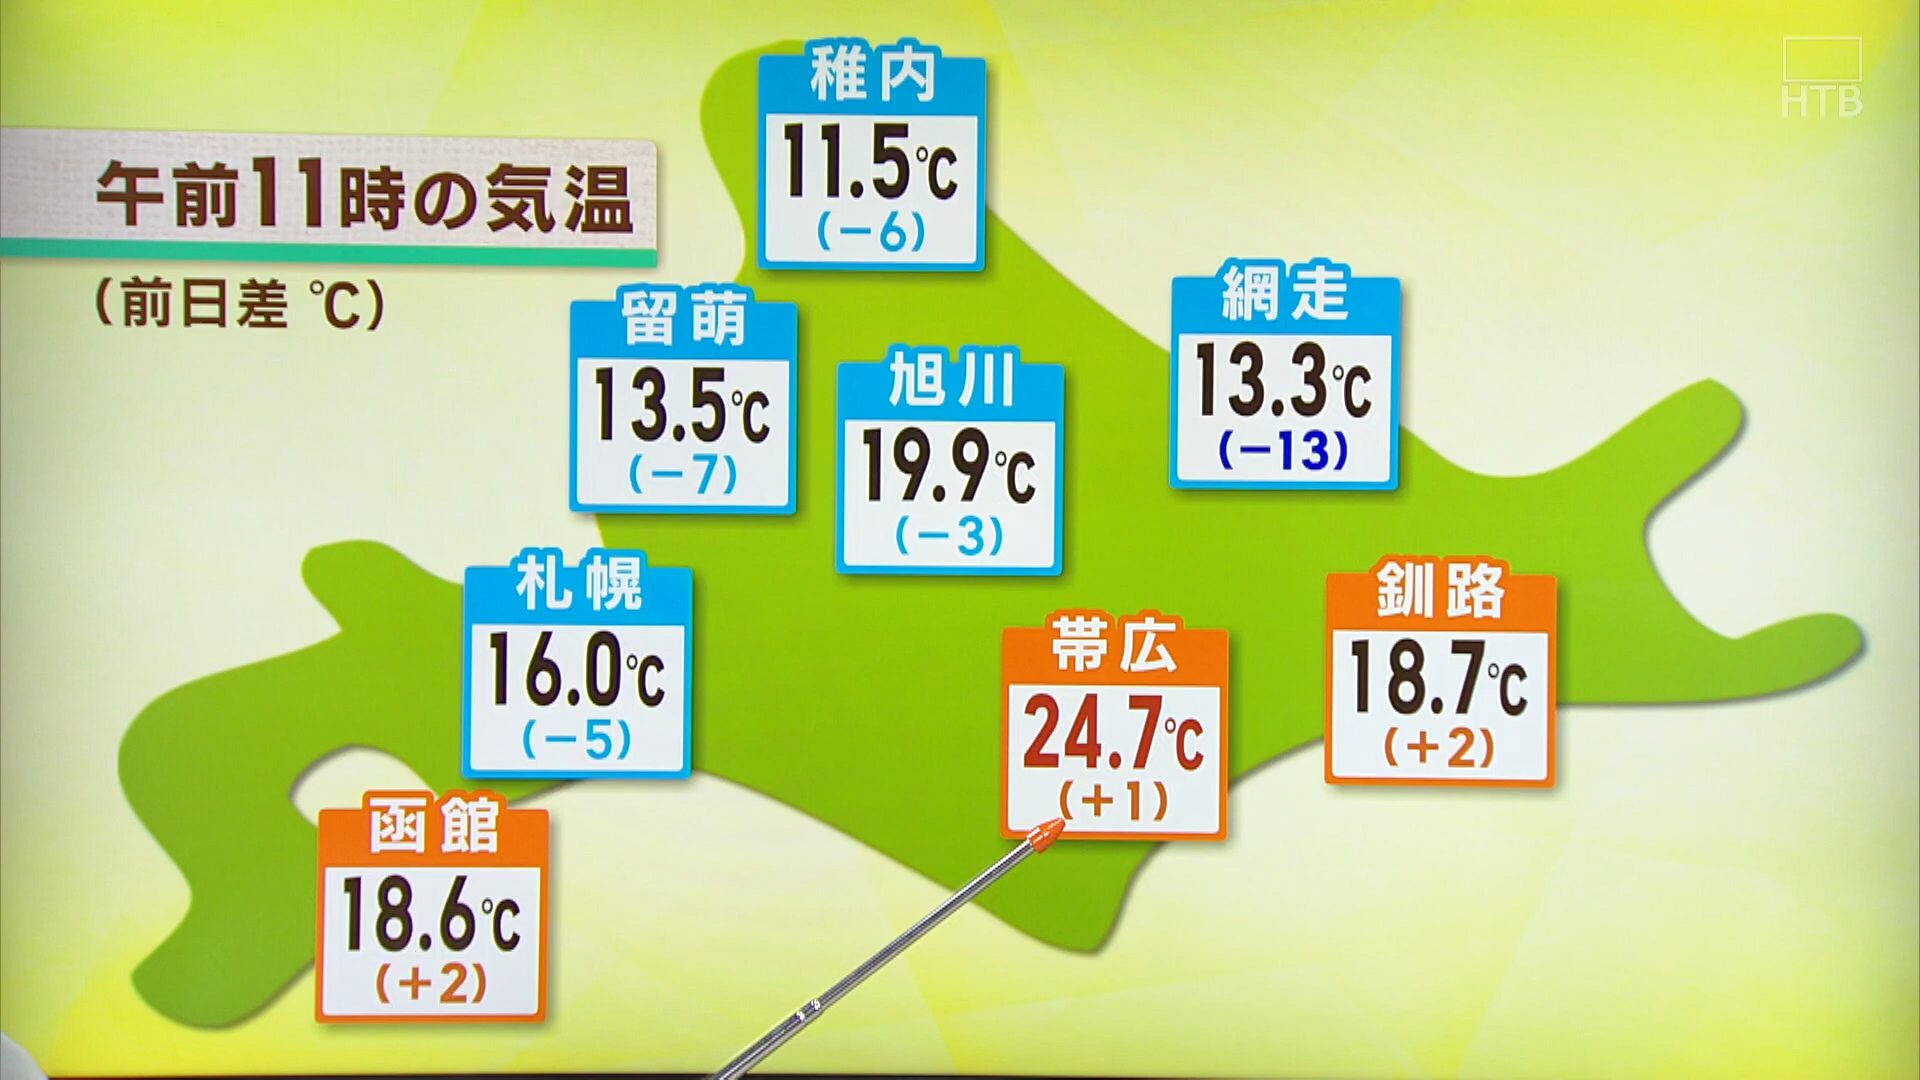 HTB
午前11時の気温
(前日差 ℃)
稚内
11.5℃
(−6)
留萌
13.5℃
(−7)
旭川
19.9℃
(−3)
網走
13.3℃
(−13)
札幌
16.0℃
(−5)
帯広
24.7℃
(+1)
釧路
18.7℃
(+2)
函館
18.6℃
(+2)